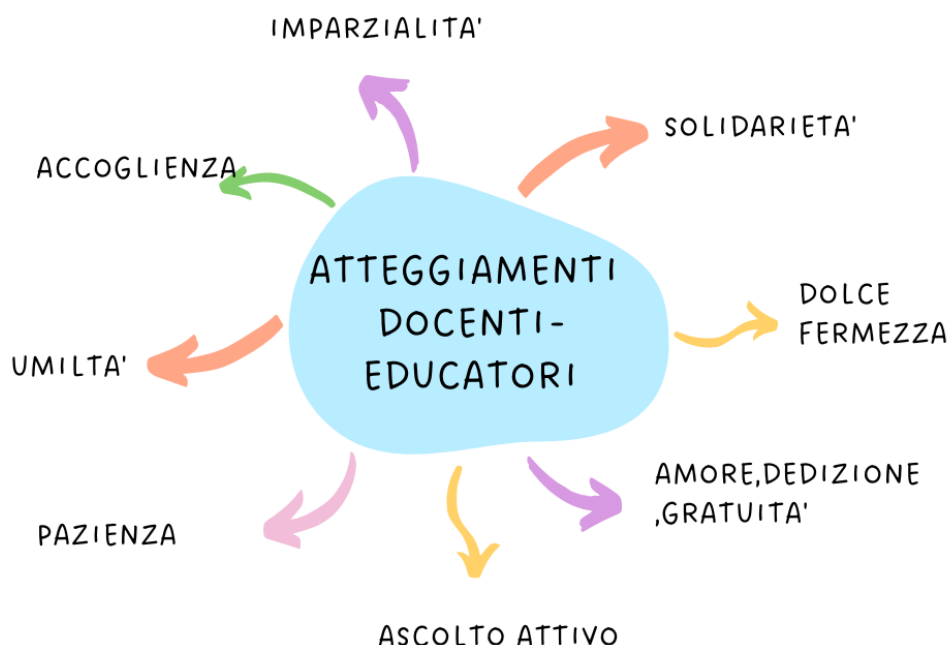 IMPARZIALITA'
SOLIDARIETA'
ACCOGLIENZA
ATTEGGIAMENTI
DOCENTI-
EDUCATORI
DOLCE
FERMEZZA
UMILTA'
AMORE,DEDIZIONE
,GRATUITA'
PAZIENZA
ASCOLTO ATTIVO